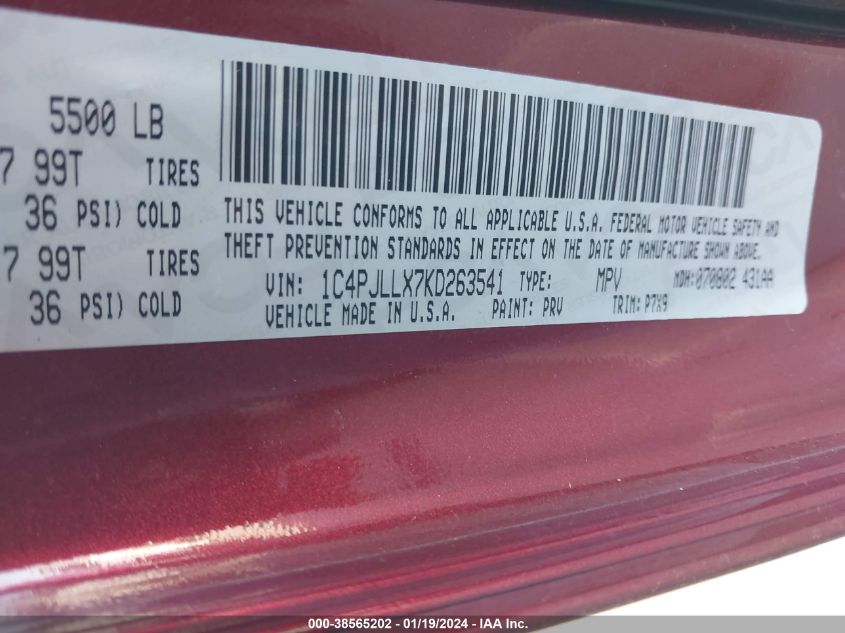 5500 LB
7 99T TIRES
36 PSI) COLD
7 99T TIRES
36 PSI) COLD
THIS VEHICLE CONFORMS TO ALL APPLICABLE U.S.A. FEDERAL MOTOR VEHICLE SAFETY AND
THEFT PREVENTION STANDARDS IN EFFECT ON THE DATE OF MANUFACTURE SHOWN ABOVE.
VIN: 1C4PJLLX7KD263541 TYPE: MPV MDH:070802 431AA
VEHICLE MADE IN U.S.A. PAINT: PRV TRIM: P7X9
000-38565202 - 01/19/2024 - IAA Inc.